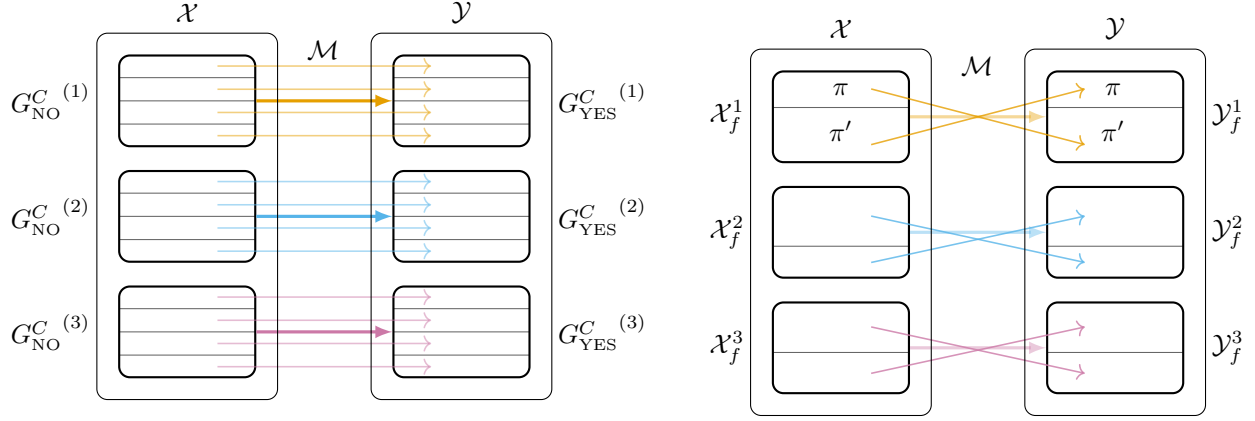 𝒳 𝒴
ℳ
G_NO^C (1) G_YES^C (1)
G_NO^C (2) G_YES^C (2)
G_NO^C (3) G_YES^C (3)
𝒳 𝒴
ℳ
π π
𝒳_f^1 𝒴_f^1
π′ π′
𝒳_f^2 𝒴_f^2
𝒳_f^3 𝒴_f^3